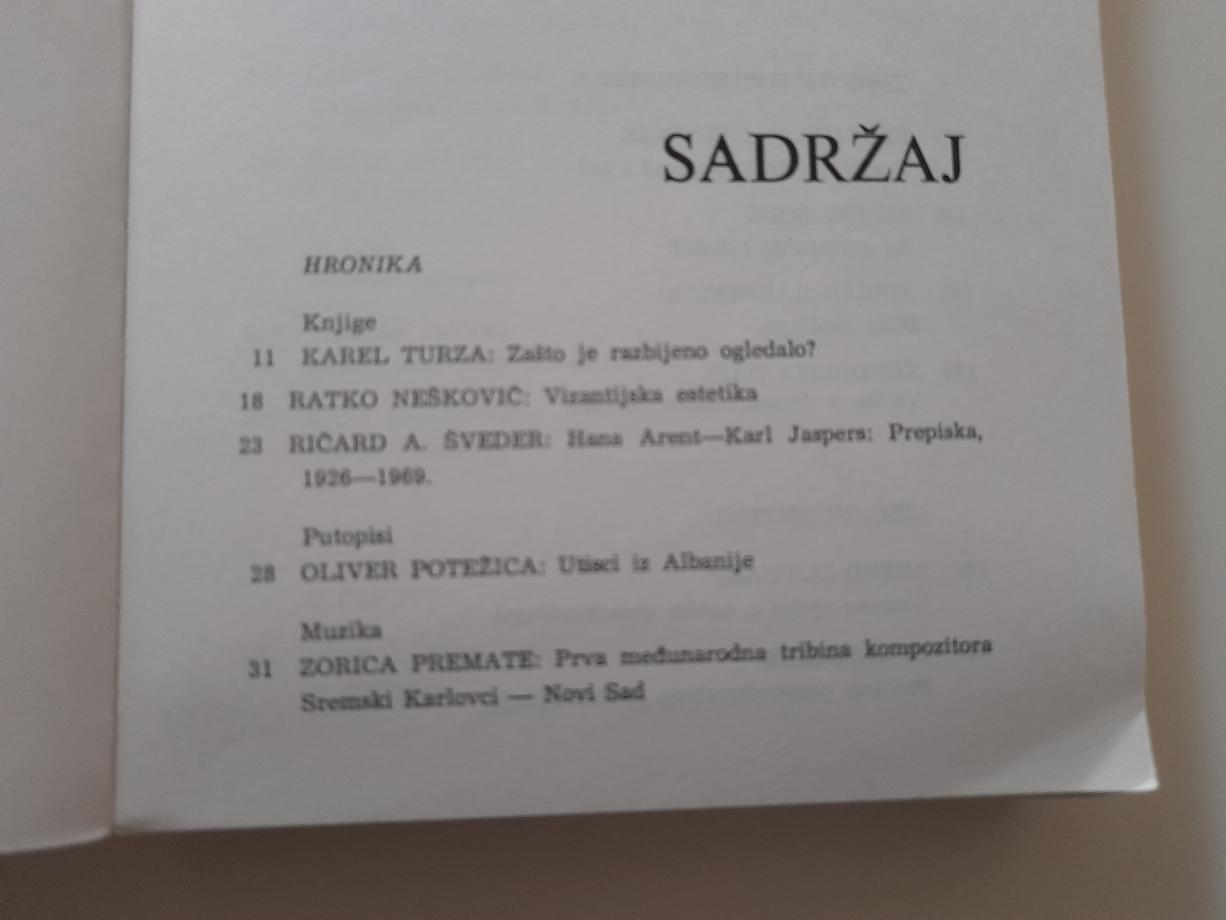 SADRŽAJ
HRONIKA
Knjige
11 KAREL TURZA: Zašto je razbijeno ogledalo?
18 RATKO NEŠKOVIĆ: Vizantijska estetika
23 RIČARD A. ŠVEDER: Hana Arent—Karl Jaspers: Prepiska,
1926—1969.
Putopisi
28 OLIVER POTEŽICA: Utisci iz Albanije
Muzika
31 ZORICA PREMATE: Prva međunarodna tribina kompozitora
Sremski Karlovci — Novi Sad